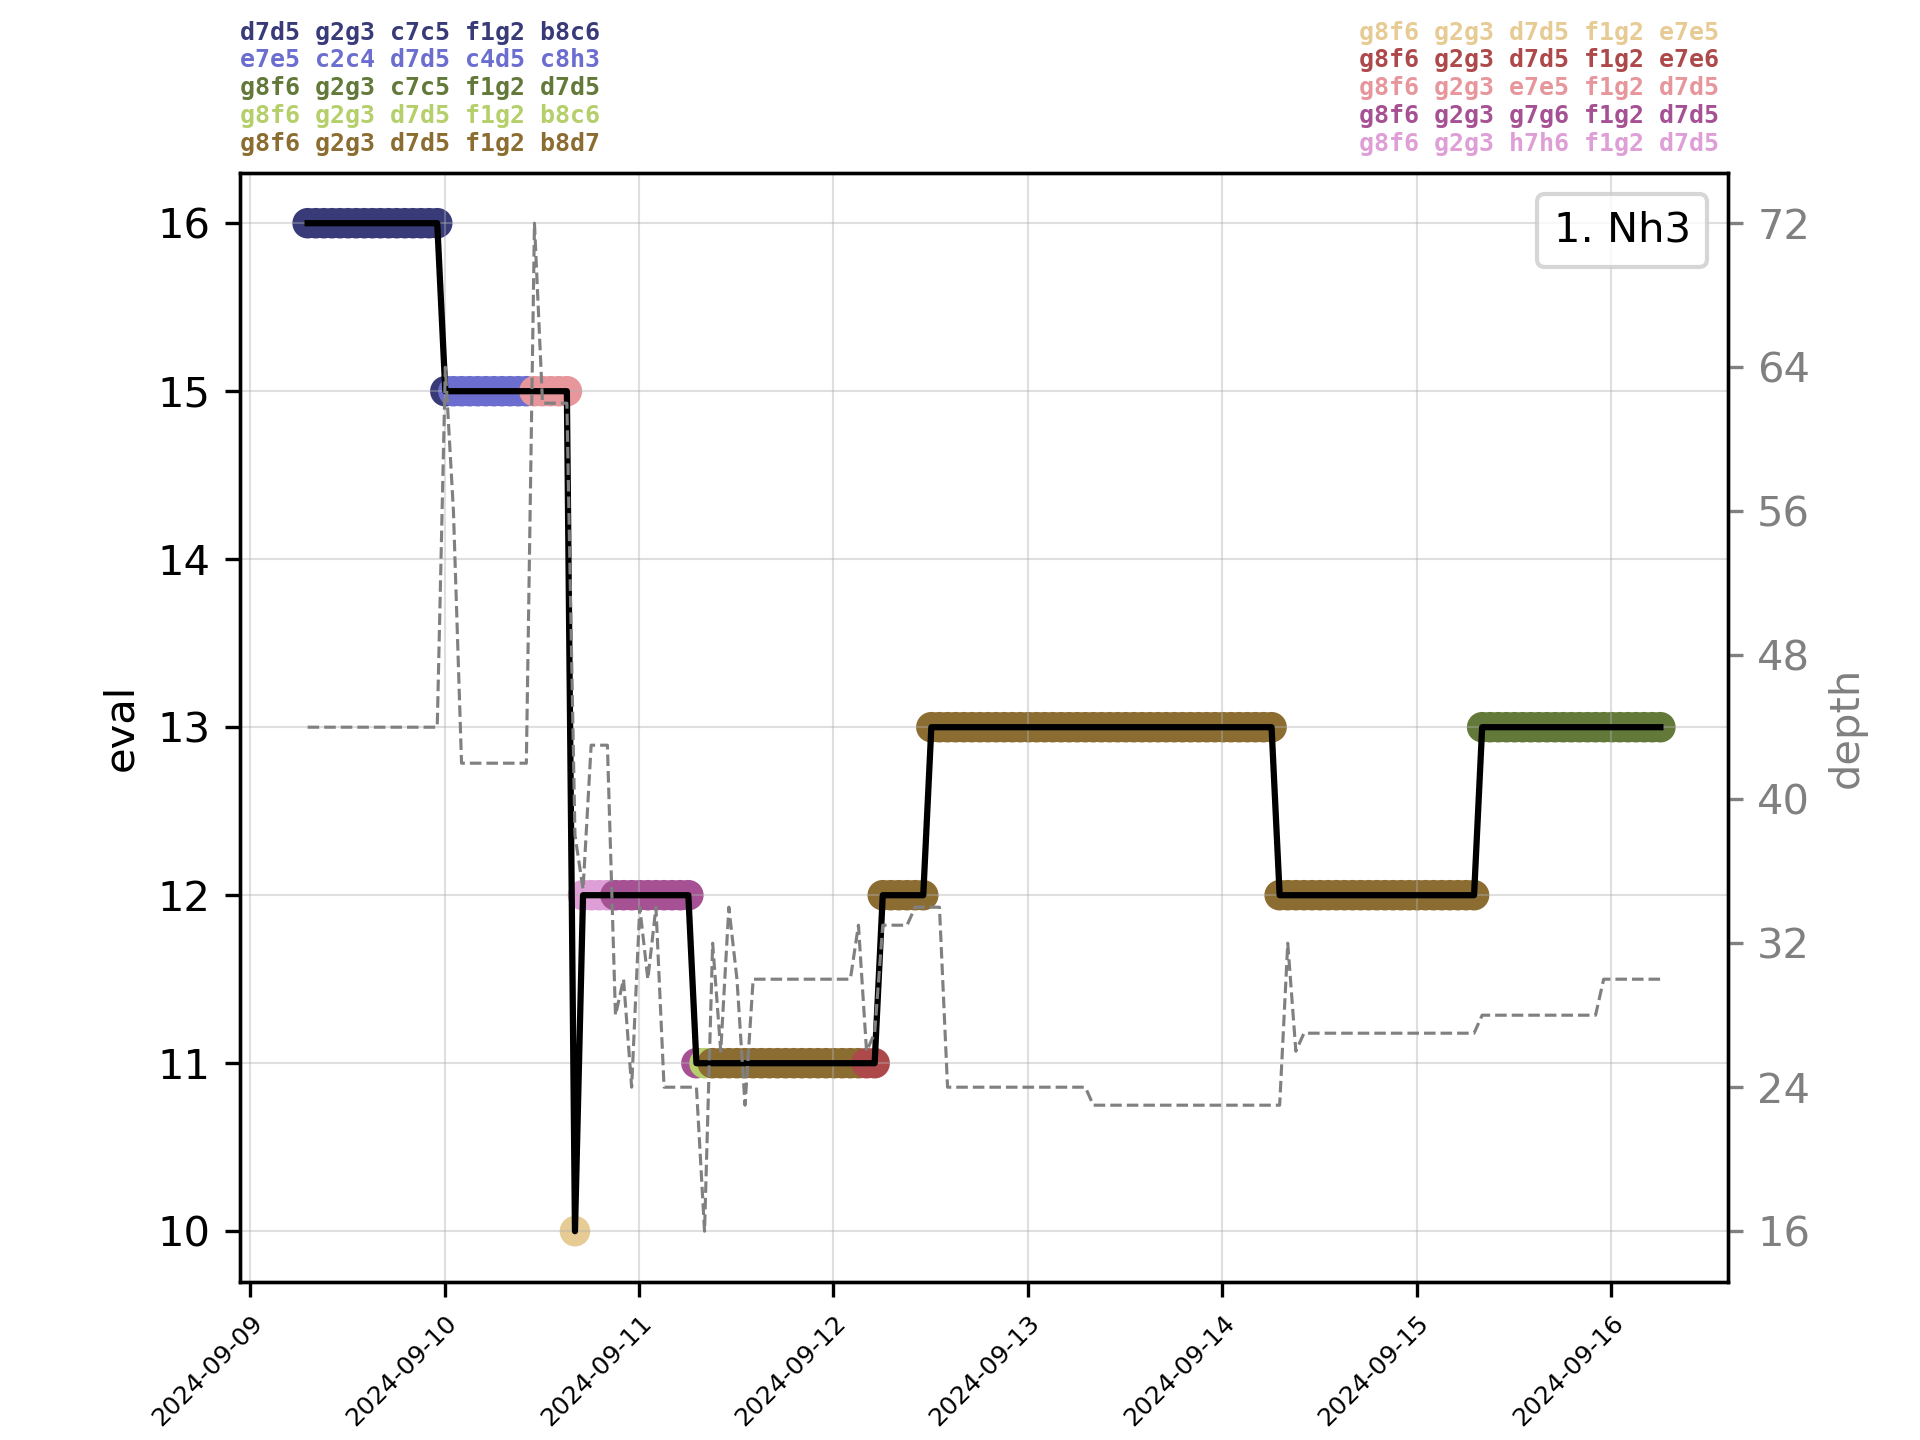 d7d5 g2g3 c7c5 f1g2 b8c6
e7e5 c2c4 d7d5 c4d5 c8h3
g8f6 g2g3 c7c5 f1g2 d7d5
g8f6 g2g3 d7d5 f1g2 b8c6
g8f6 g2g3 d7d5 f1g2 b8d7
g8f6 g2g3 d7d5 f1g2 e7e5
g8f6 g2g3 d7d5 f1g2 e7e6
g8f6 g2g3 e7e5 f1g2 d7d5
g8f6 g2g3 g7g6 f1g2 d7d5
g8f6 g2g3 h7h6 f1g2 d7d5
1. Nh3
eval
16
15
14
13
12
11
10
72
64
56
48
40
32
24
16
depth
2024-09-09
2024-09-10
2024-09-11
2024-09-12
2024-09-13
2024-09-14
2024-09-15
2024-09-16